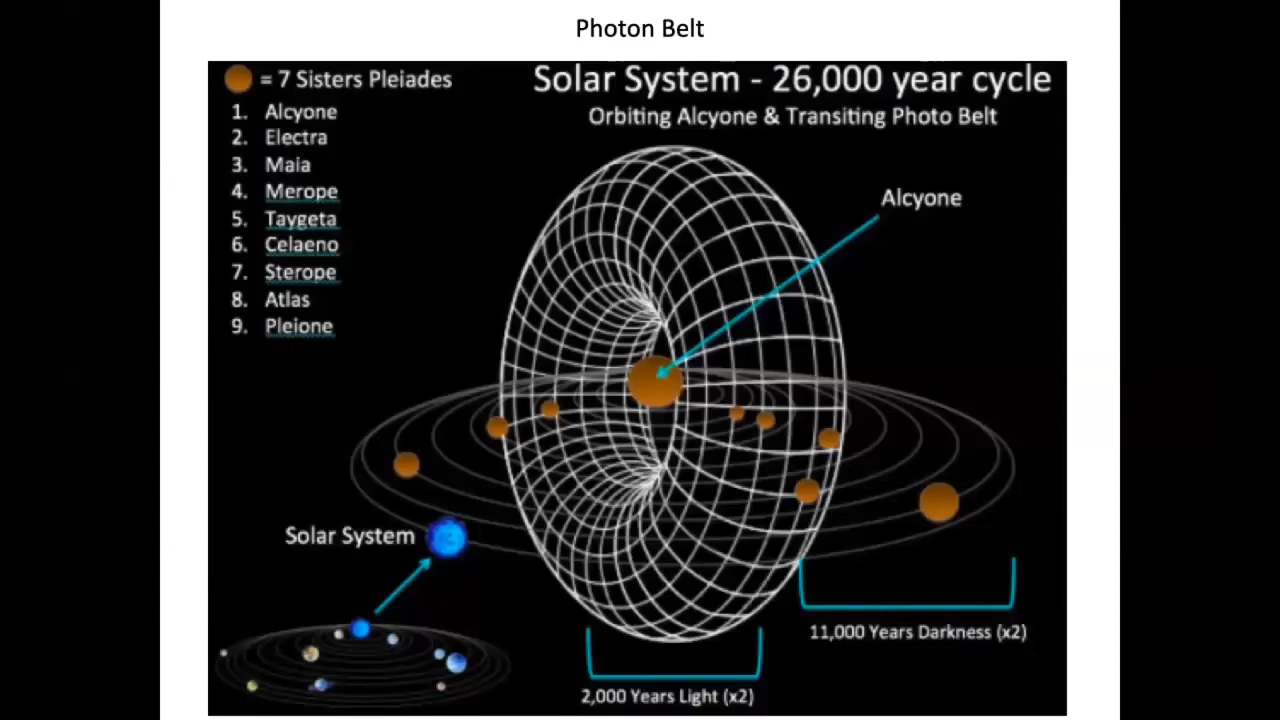 Photon Belt
= 7 Sisters Pleiades
1. Alcyone
2. Electra
3. Maia
4. Merope
5. Taygeta
6. Celaeno
7. Sterope
8. Atlas
9. Pleione
Solar System - 26,000 year cycle
Orbiting Alcyone & Transiting Photo Belt
Alcyone
Solar System
11,000 Years Darkness (x2)
2,000 Years Light (x2)